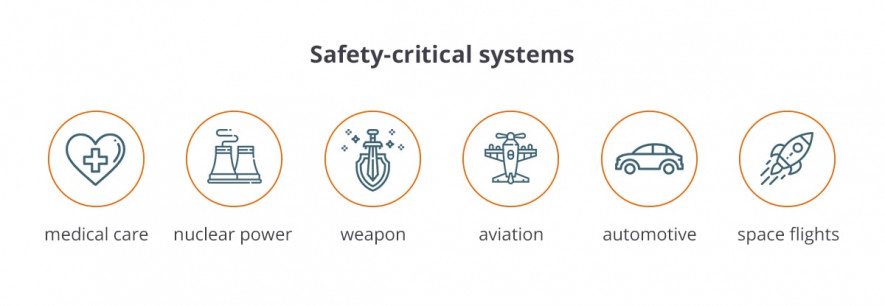 Safety-critical systems
medical care
nuclear power
weapon
aviation
automotive
space flights